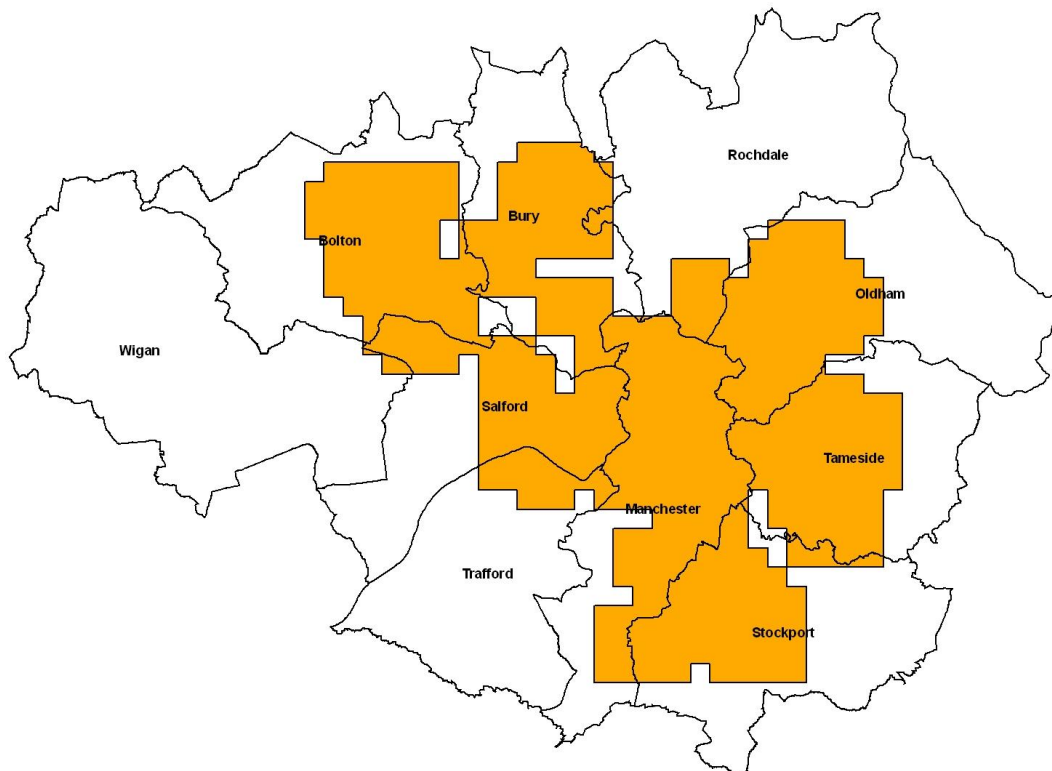 Rochdale
Bury
Bolton
Oldham
Wigan
Salford
Tameside
Manchester
Trafford
Stockport